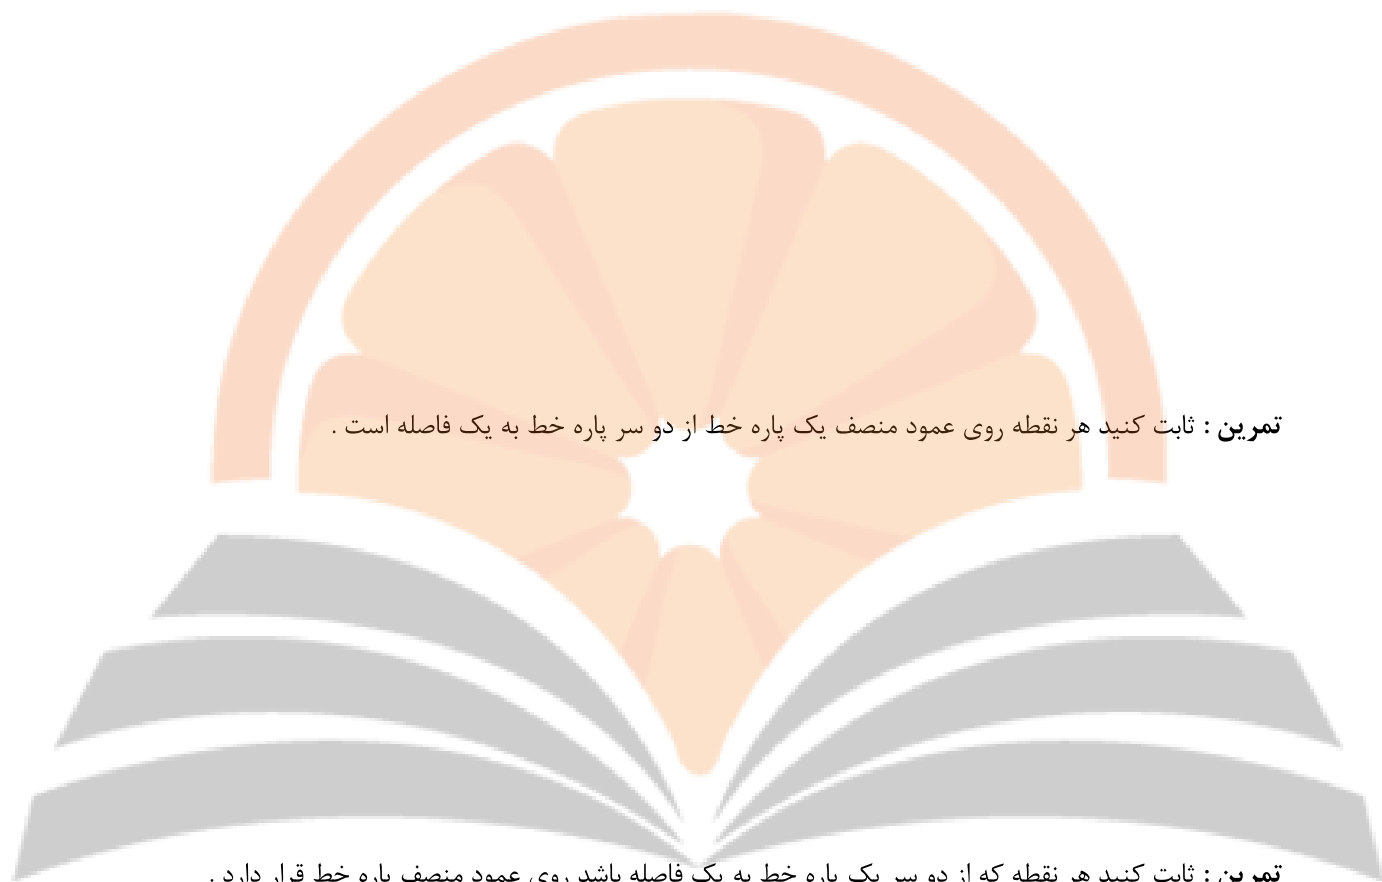 تمرین : ثابت کنید هر نقطه روی عمود منصف یک پاره خط از دو سر پاره خط به یک فاصله است .
تمرین : ثابت کنید هر نقطه که از دو سر یک پاره خط به یک فاصله باشد روی عمود منصف پاره خط قرار دارد .